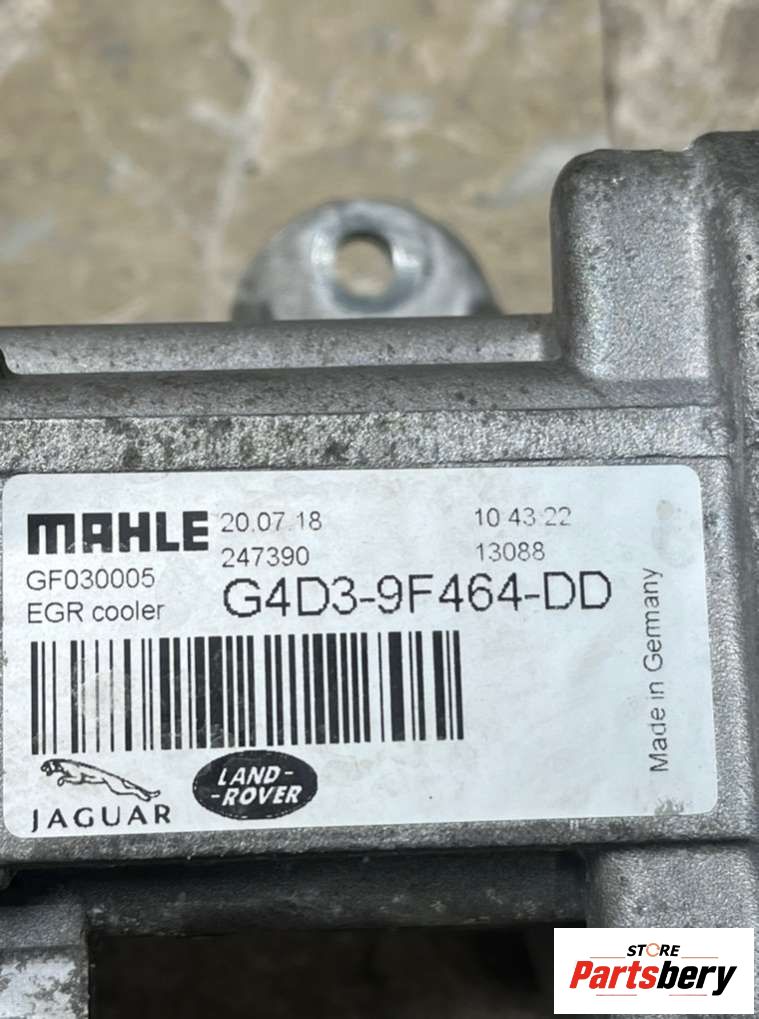 MAHLE 20.07.18 10 43 22
247390 13088
GF030005
EGR cooler G4D3-9F464-DD
Made in Germany
JAGUAR
LAND-
-ROVER
STORE
Partsbery